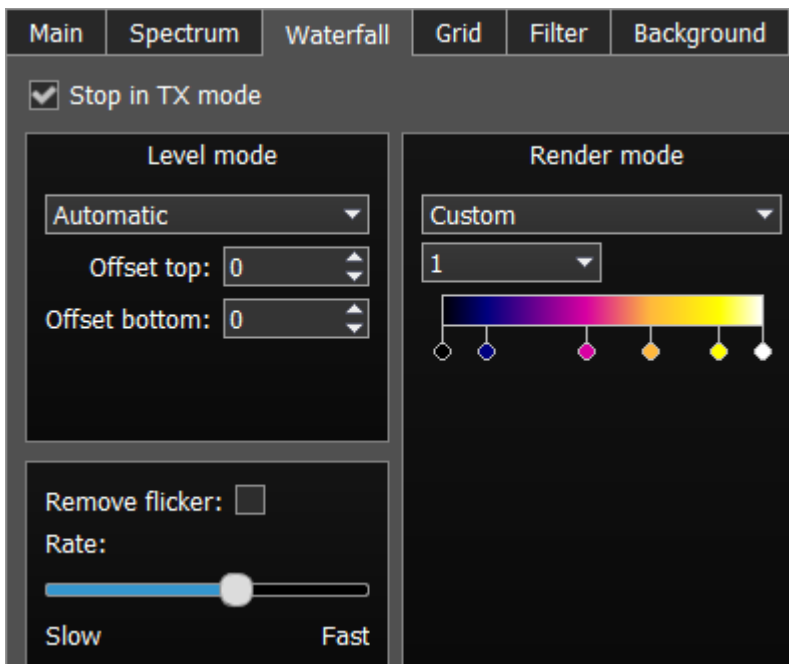 Main Spectrum Waterfall Grid Filter Background
Stop in TX mode
Level mode
Automatic
Offset top: 0
Offset bottom: 0
Render mode
Custom
1
Remove flicker:
Rate:
Slow Fast